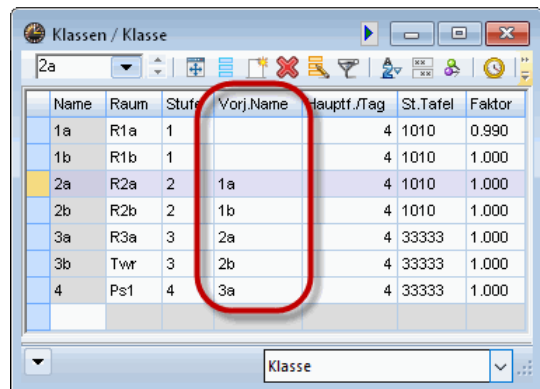 Klassen / Klasse
2a
Name Raum Stufe Vorj.Name Hauptf./Tag St.Tafel Faktor
1a R1a 1 4 1010 0.990
1b R1b 1 4 1010 1.000
2a R2a 2 1a 4 1010 1.000
2b R2b 2 1b 4 1010 1.000
3a R3a 3 2a 4 33333 1.000
3b Twr 3 2b 4 33333 1.000
4 Ps1 4 3a 4 33333 1.000
Klasse